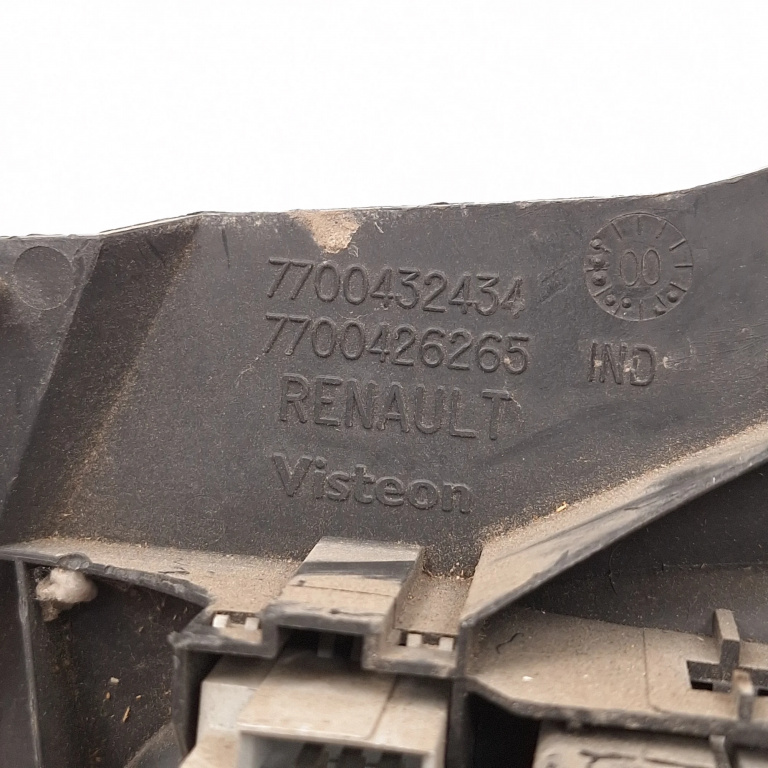 7700432434
7700426265
00
IND
RENAULT
Visteon